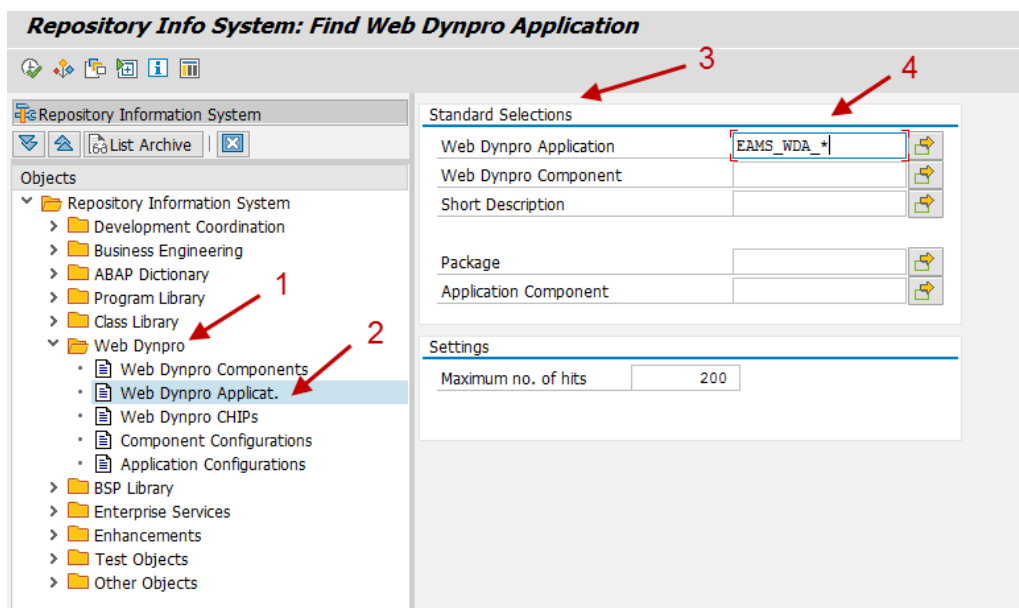 Repository Info System: Find Web Dynpro Application
3
4
Repository Information System
List Archive
Objects
Repository Information System
Development Coordination
Business Engineering
ABAP Dictionary
Program Library
1
Class Library
Web Dynpro
2
Web Dynpro Components
Web Dynpro Applicat.
Web Dynpro CHIPs
Component Configurations
Application Configurations
BSP Library
Enterprise Services
Enhancements
Test Objects
Other Objects
Standard Selections
Web Dynpro Application EAMS_WDA_*
Web Dynpro Component
Short Description
Package
Application Component
Settings
Maximum no. of hits 200